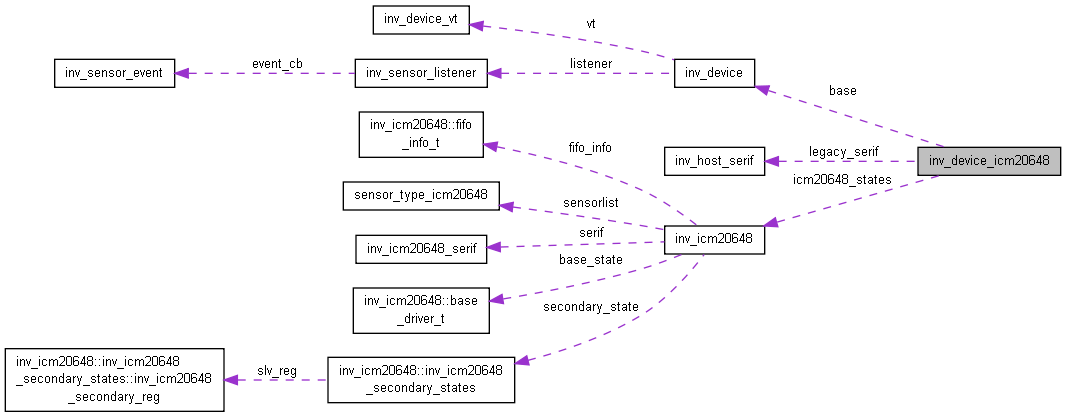 inv_device_vt
vt
inv_sensor_event
event_cb
inv_sensor_listener
listener
inv_device
base
inv_icm20648::fifo
_info_t
fifo_info
inv_host_serif
legacy_serif
inv_device_icm20648
icm20648_states
sensor_type_icm20648
sensorlist
inv_icm20648_serif
serif
inv_icm20648
base_state
inv_icm20648::base
_driver_t
secondary_state
inv_icm20648::inv_icm20648
_secondary_states::inv_icm20648
_secondary_reg
slv_reg
inv_icm20648::inv_icm20648
_secondary_states